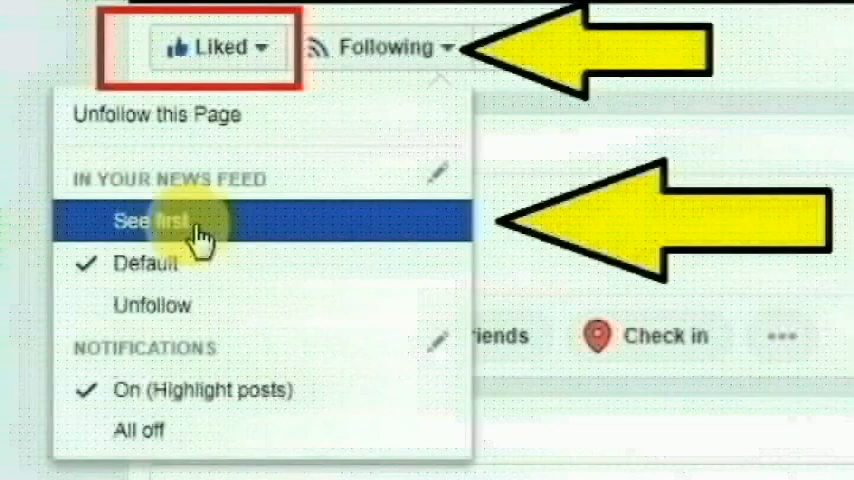 Liked Following
Unfollow this Page
IN YOUR NEWS FEED
See first
Default
Unfollow
iends Check in
NOTIFICATIONS
On (Highlight posts)
All off